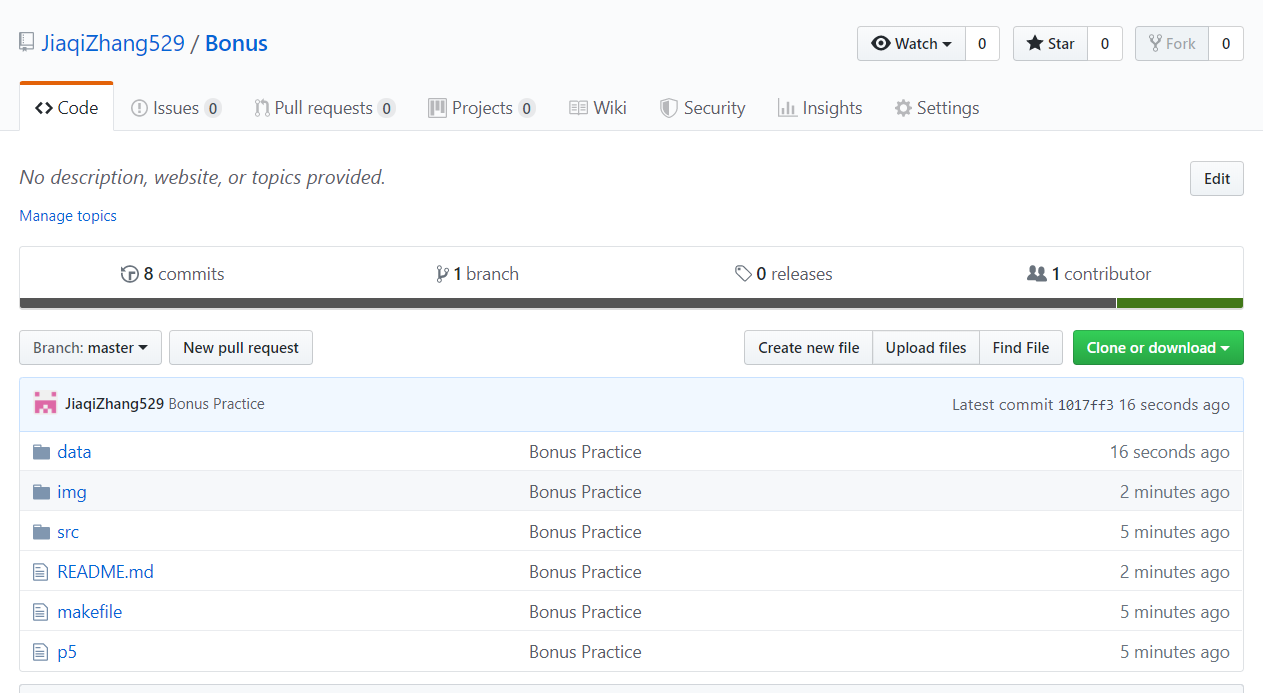 JiaqiZhang529 / Bonus
Watch 0 Star 0 Fork 0
Code Issues 0 Pull requests 0 Projects 0 Wiki Security Insights Settings
No description, website, or topics provided.
Edit
Manage topics
8 commits 1 branch 0 releases 1 contributor
Branch: master New pull request Create new file Upload files Find File Clone or download
JiaqiZhang529 Bonus Practice Latest commit 1017ff3 16 seconds ago
data Bonus Practice 16 seconds ago
img Bonus Practice 2 minutes ago
src Bonus Practice 5 minutes ago
README.md Bonus Practice 2 minutes ago
makefile Bonus Practice 5 minutes ago
p5 Bonus Practice 5 minutes ago